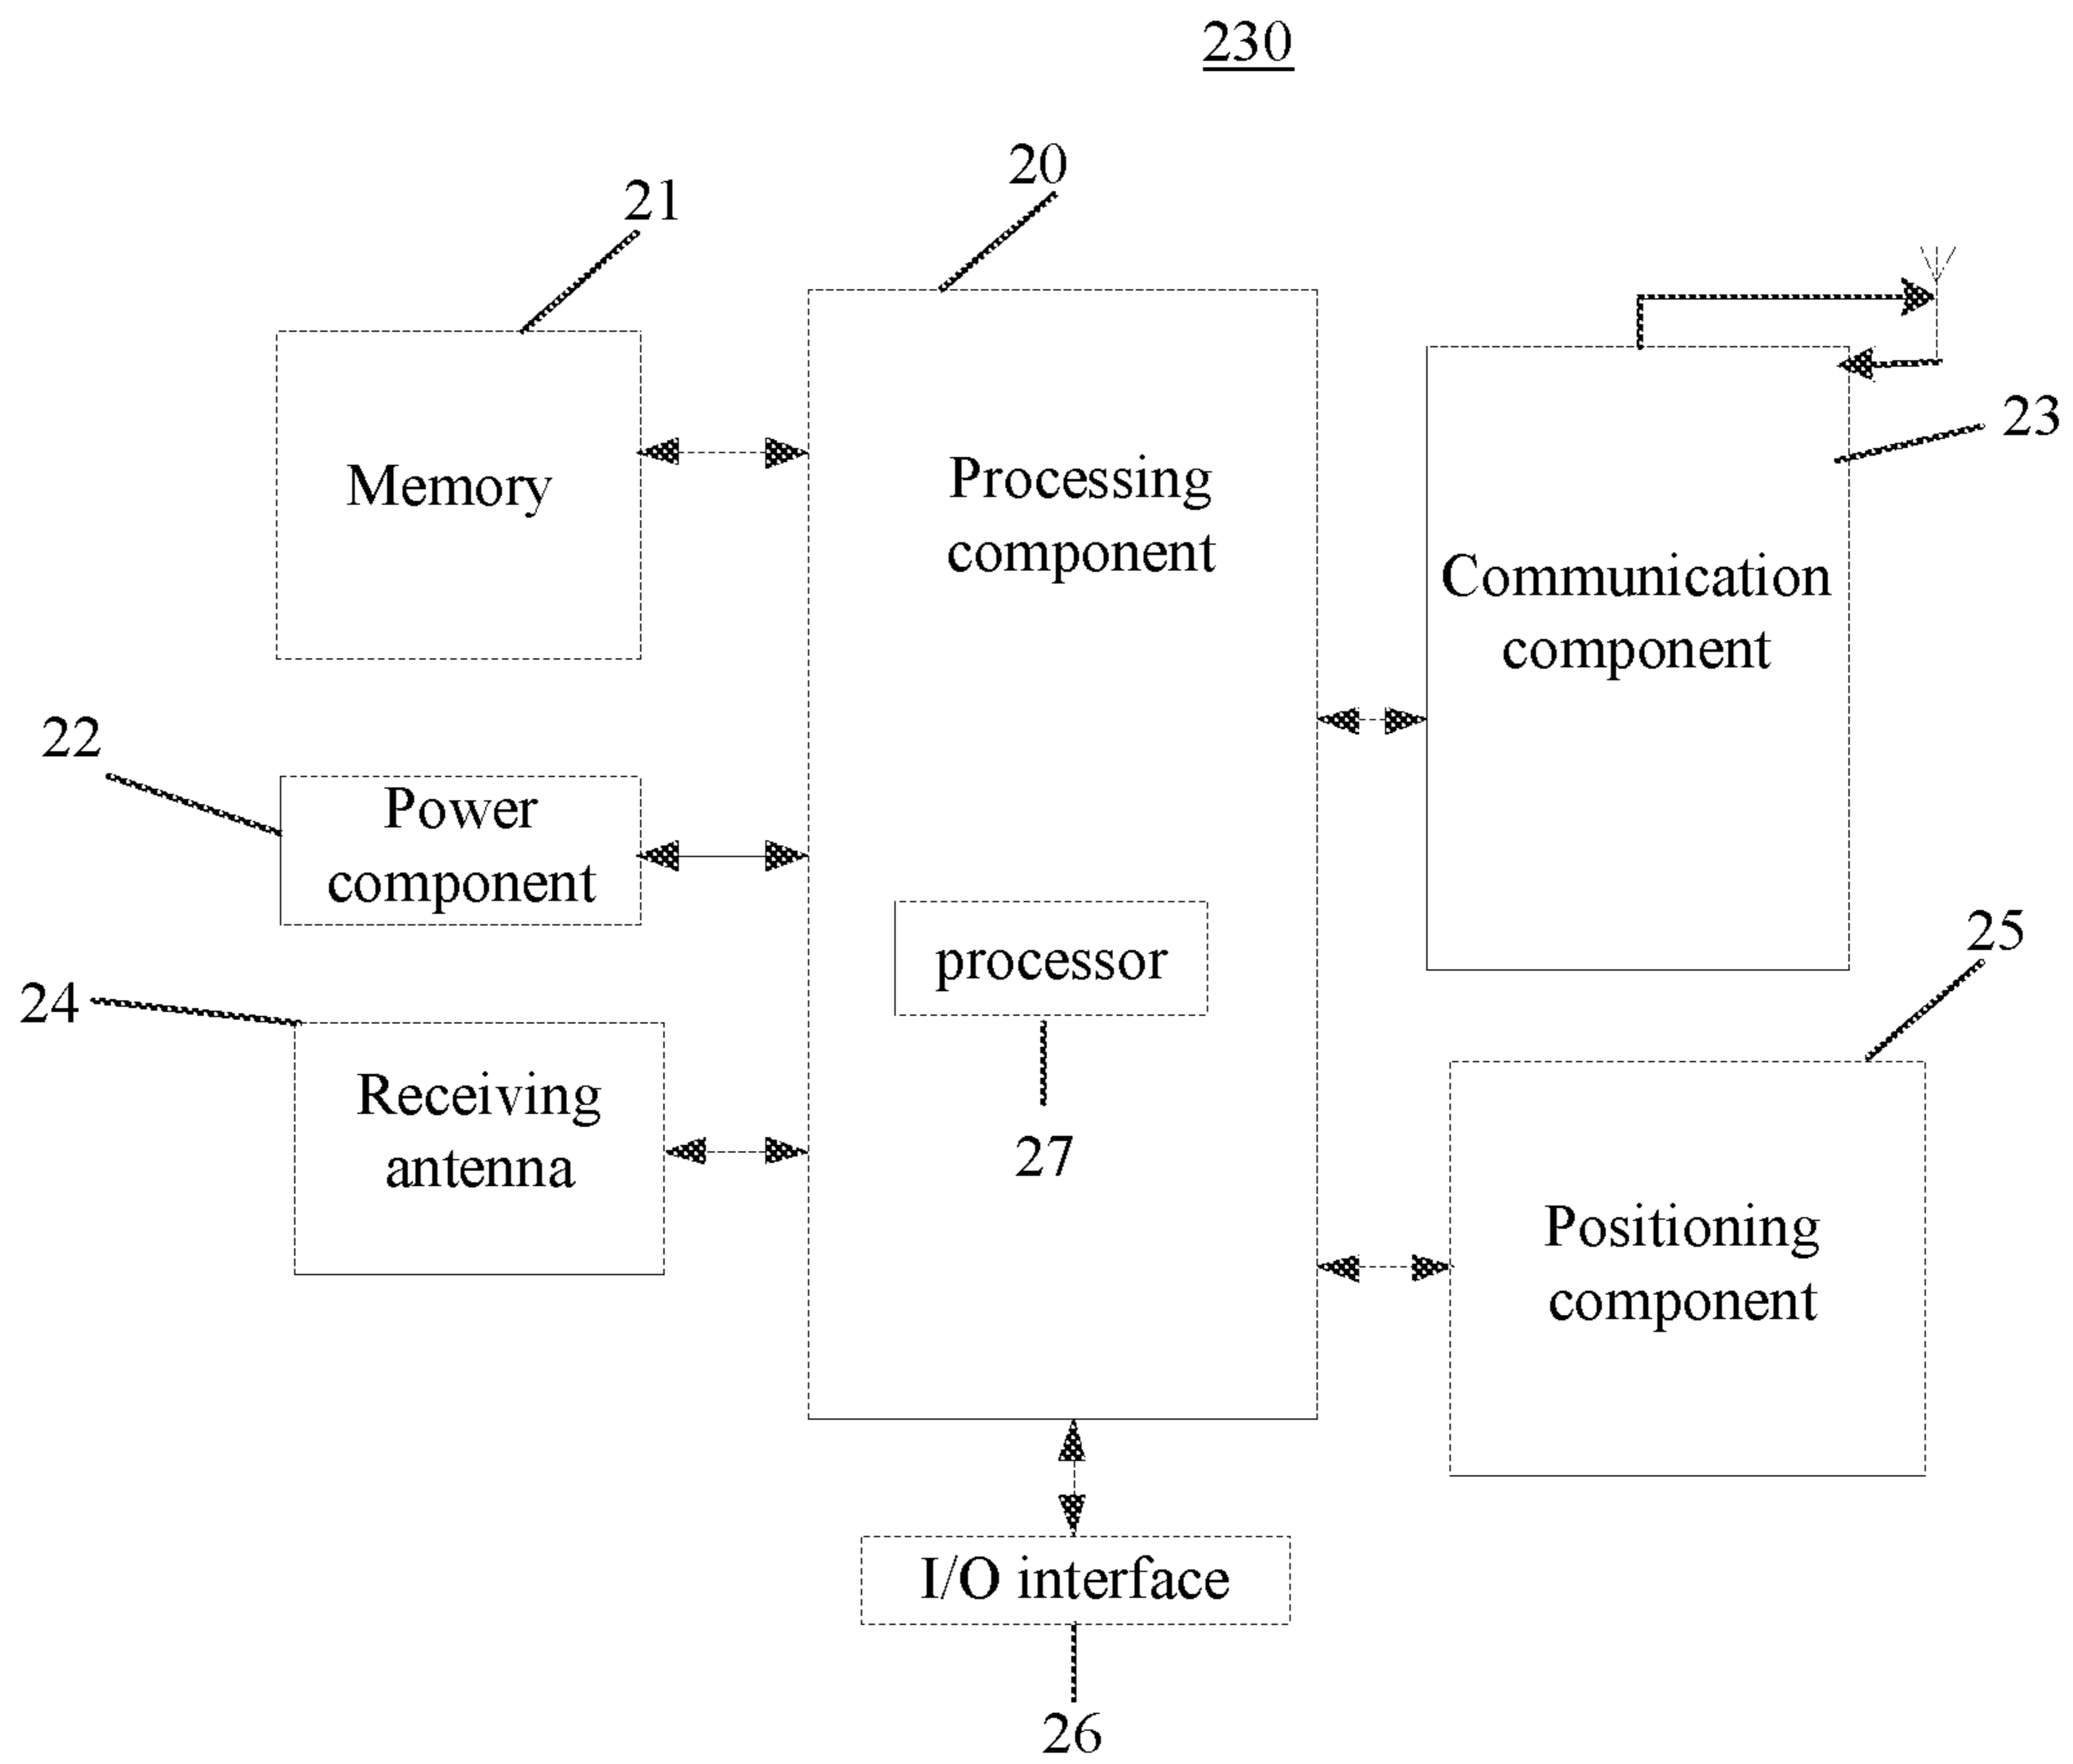 230
20
21
Memory
Processing
component
23
Communication
component
22
Power
component
processor
27
24
Receiving
antenna
25
Positioning
component
I/O interface
26